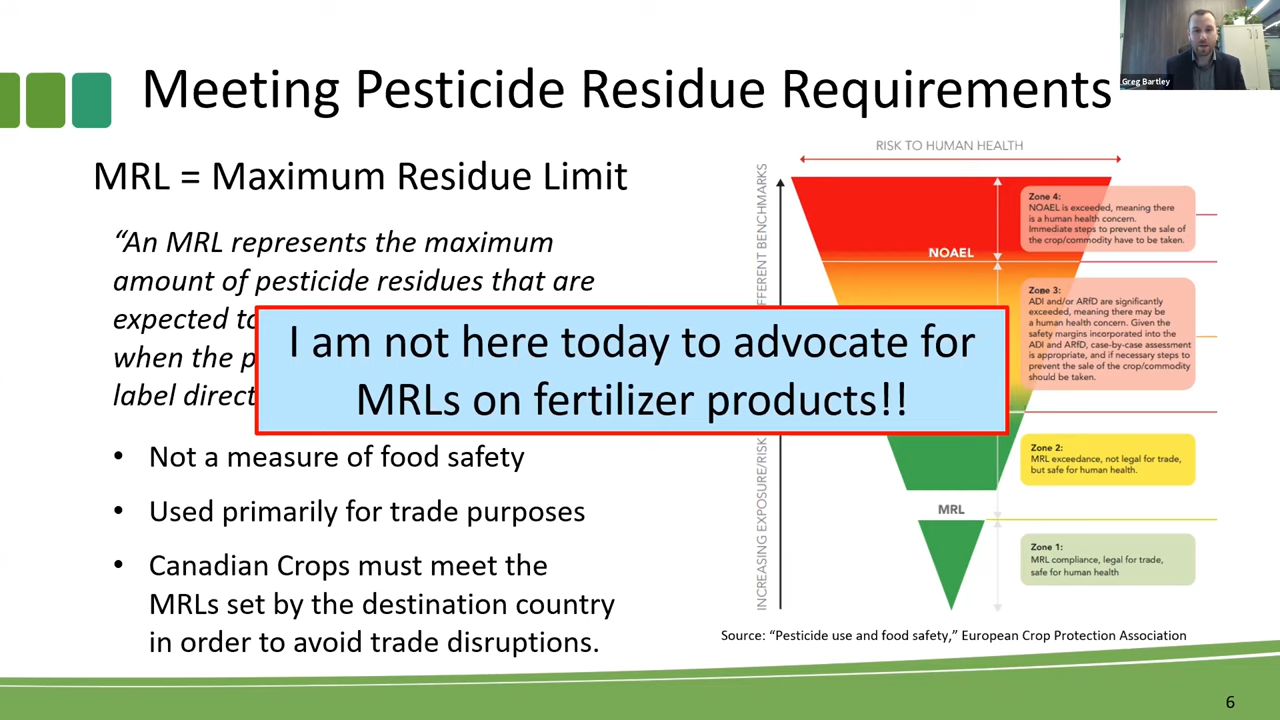 Meeting Pesticide Residue Requirements
Greg Bartley
MRL = Maximum Residue Limit
“An MRL represents the maximum
amount of pesticide residues that are
expected to
when the p
label direct
I am not here today to advocate for
MRLs on fertilizer products!!
• Not a measure of food safety
• Used primarily for trade purposes
• Canadian Crops must meet the
MRLs set by the destination country
in order to avoid trade disruptions.
RISK TO HUMAN HEALTH
INCREASING EXPOSURE/RISK
FFERENT BENCHMARKS
NOAEL
MRL
Zone 4:
NOAEL is exceeded, meaning there
is a human health concern.
Immediate steps to prevent the sale of
the crop/commodity have to be taken.
Zone 3:
ADI and/or ARfD are significantly
exceeded, meaning there may be
a human health concern. Given the
safety margins incorporated into the
ADI and ARfD, case-by-case assessment
is appropriate, and if necessary steps to
prevent the sale of the crop/commodity
should be taken.
Zone 2:
MRL exceedance, not legal for trade,
but safe for human health.
Zone 1:
MRL compliance, legal for trade,
safe for human health
Source: “Pesticide use and food safety,” European Crop Protection Association
6